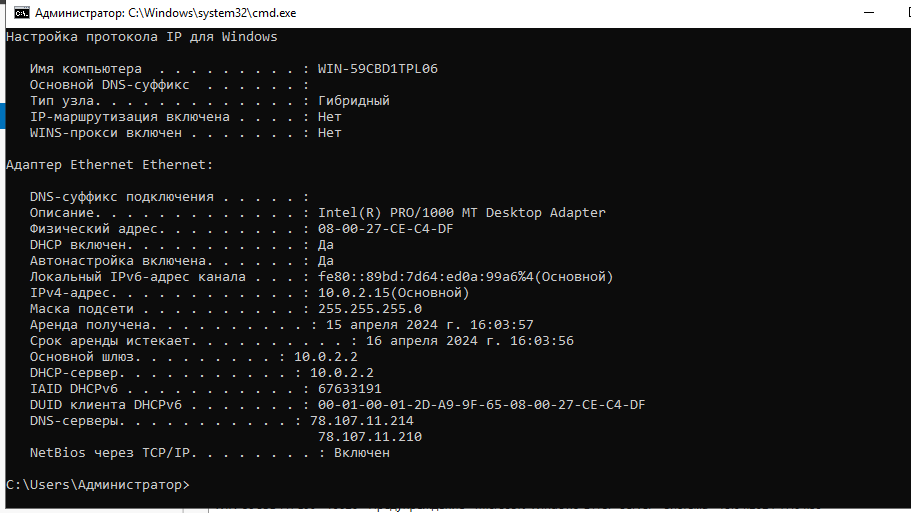 Администратор: C:\Windows\system32\cmd.exe
Настройка протокола IP для Windows
Имя компьютера . . . . . . . . . : WIN-59CBD1TPL06
Основной DNS-суффикс . . . . . . :
Тип узла. . . . . . . . . . . . . : Гибридный
IP-маршрутизация включена . . . . : Нет
WINS-прокси включен . . . . . . . : Нет
Адаптер Ethernet Ethernet:
DNS-суффикс подключения . . . . . :
Описание. . . . . . . . . . . . . : Intel(R) PRO/1000 MT Desktop Adapter
Физический адрес. . . . . . . . . : 08-00-27-CE-C4-DF
DHCP включен. . . . . . . . . . . : Да
Автонастройка включена. . . . . . : Да
Локальный IPv6-адрес канала . . . : fe80::89bd:7d64:ed0a:99a6%4(Основной)
IPv4-адрес. . . . . . . . . . . . : 10.0.2.15(Основной)
Маска подсети . . . . . . . . . . : 255.255.255.0
Аренда получена. . . . . . . . . . : 15 апреля 2024 г. 16:03:57
Срок аренды истекает. . . . . . . . . . : 16 апреля 2024 г. 16:03:56
Основной шлюз. . . . . . . . . : 10.0.2.2
DHCP-сервер. . . . . . . . . . . : 10.0.2.2
IAID DHCPv6 . . . . . . . . . . . : 67633191
DUID клиента DHCPv6 . . . . . . . : 00-01-00-01-2D-A9-9F-65-08-00-27-CE-C4-DF
DNS-серверы. . . . . . . . . . . : 78.107.11.214
78.107.11.210
NetBios через TCP/IP. . . . . . . . : Включен
C:\Users\Администратор>